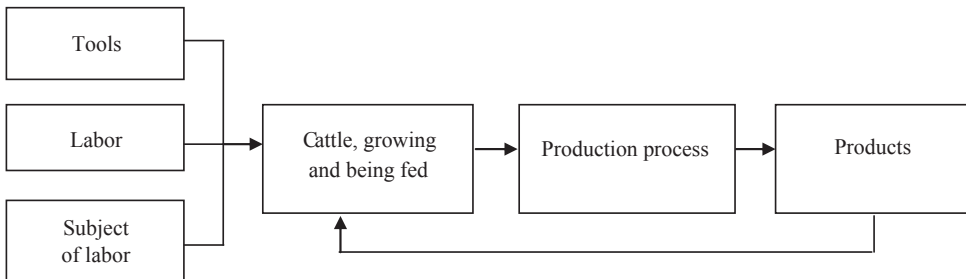 Tools
Labor
Subject
of labor
Cattle, growing
and being fed
Production process
Products